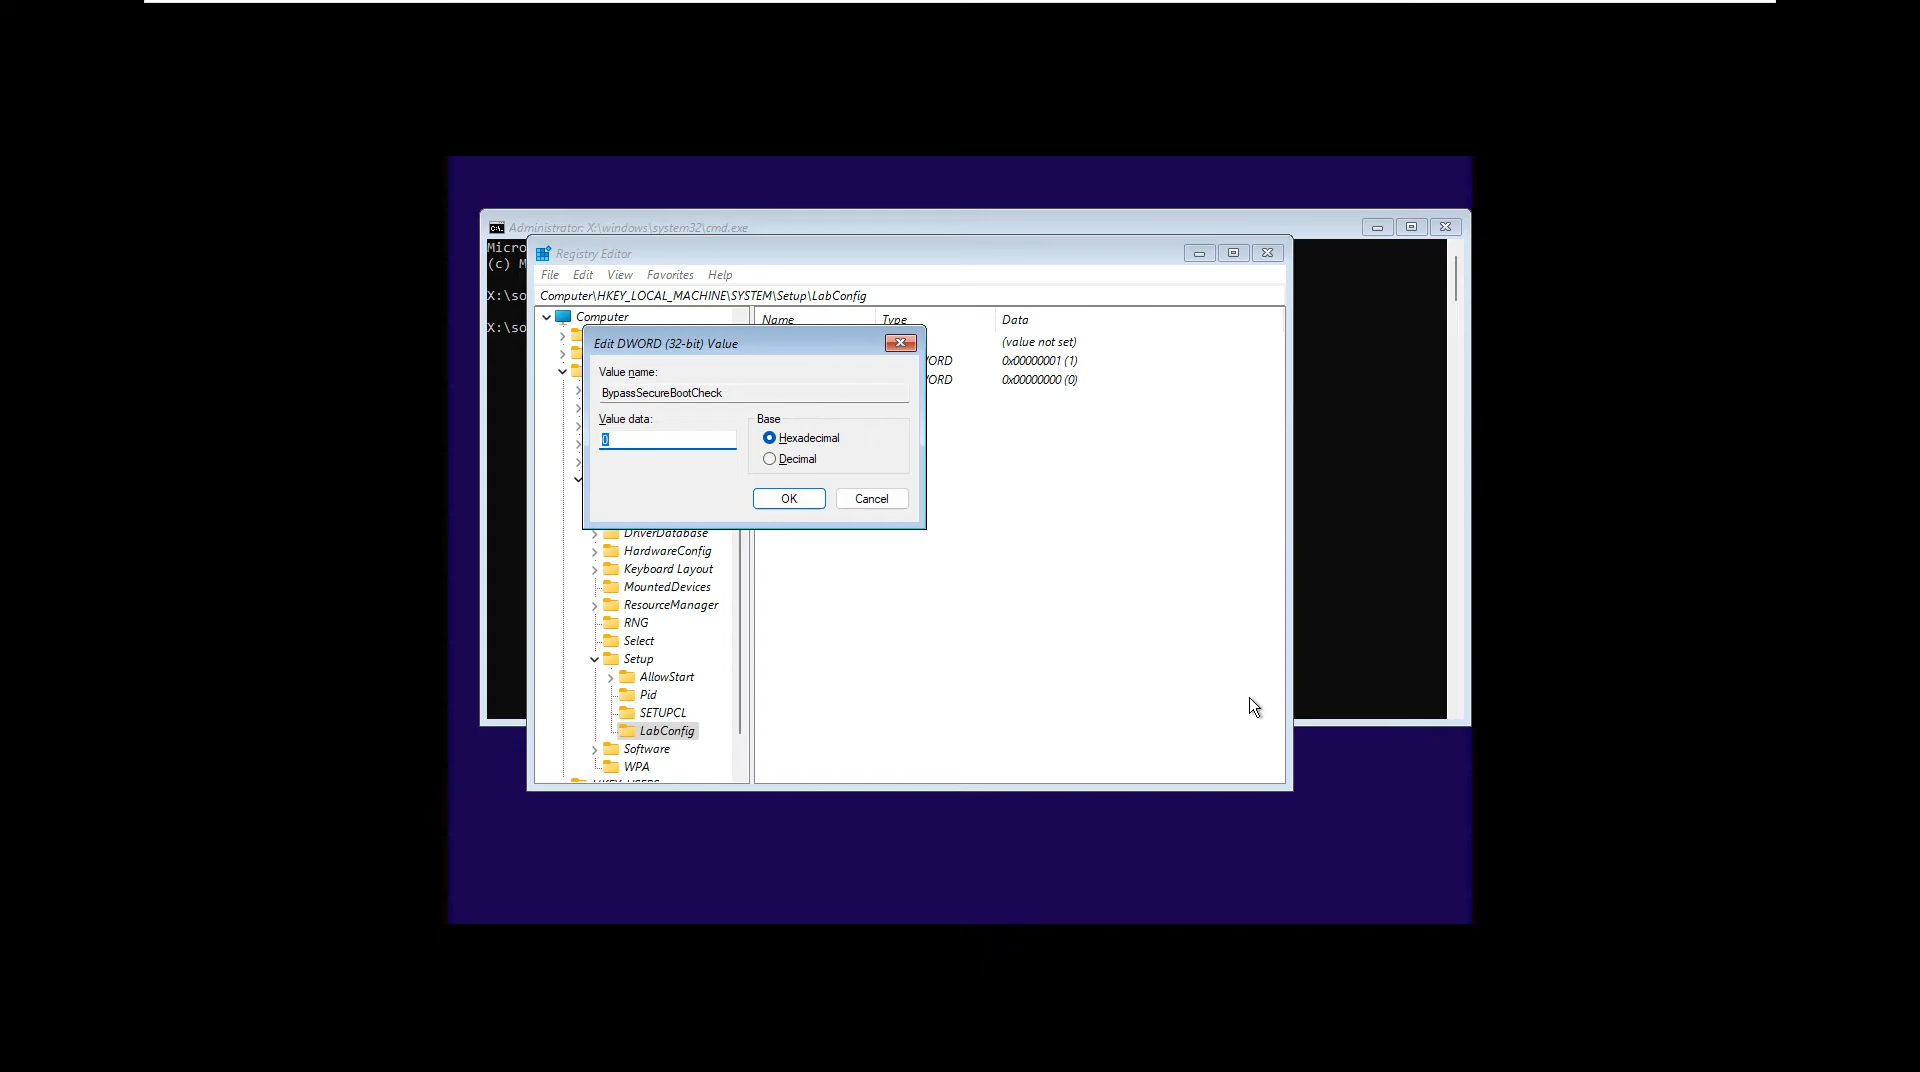 Administrator: X:\windows\system32\cmd.exe
Micro
(c) M
X:\so
X:\so
Registry Editor
File Edit View Favorites Help
Computer\HKEY_LOCAL_MACHINE\SYSTEM\Setup\LabConfig
Computer
Name Type Data
(value not set)
ORD 0x00000001 (1)
ORD 0x00000000 (0)
Edit DWORD (32-bit) Value
Value name:
BypassSecureBootCheck
Value data:
0
Base
Hexadecimal
Decimal
OK Cancel
DriverDatabase
HardwareConfig
Keyboard Layout
MountedDevices
ResourceManager
RNG
Select
Setup
AllowStart
Pid
SETUPCL
LabConfig
Software
WPA
HKEY_USERS